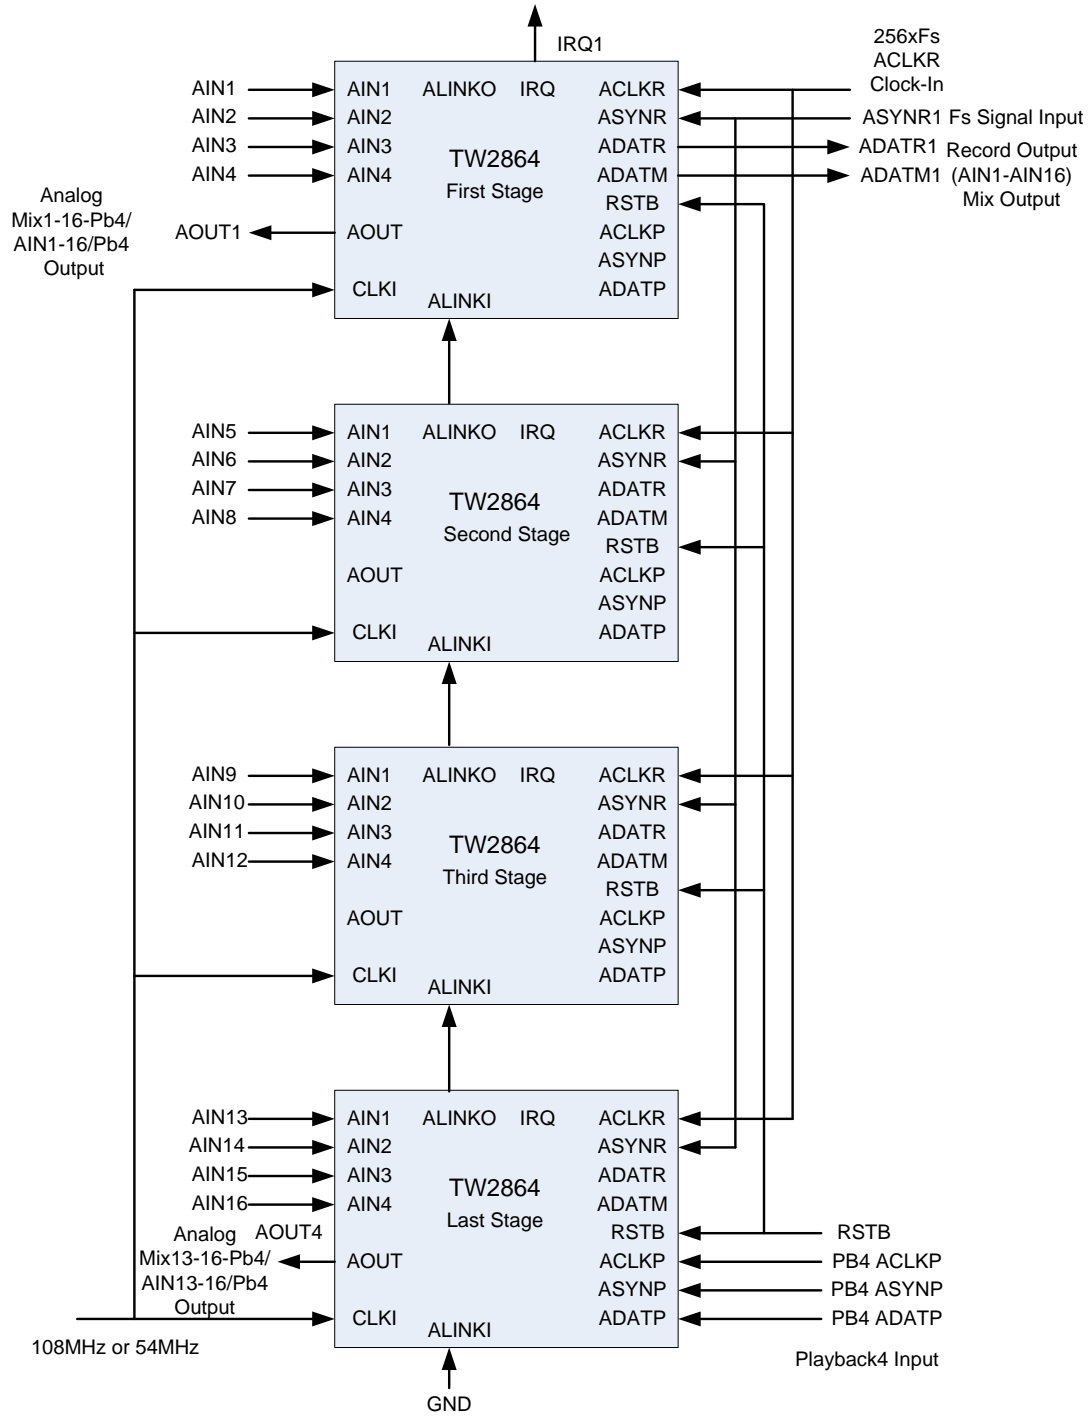 IRQ1
256xFs
ACLKR
Clock-In
AIN1 AIN1 ALINKO IRQ ACLKR
AIN2 AIN2 ASYNR ASYNR1 Fs Signal Input
AIN3 AIN3 ADATR ADATR1 Record Output
TW2864
AIN4 AIN4 ADATM ADATM1 (AIN1-AIN16)
Mix Output
First Stage
RSTB
Analog
Mix1-16-Pb4/
AIN1-16/Pb4
Output
AOUT1 AOUT ACLKP
ASYNP
CLKI ADATP
ALINKI
AIN5 AIN1 ALINKO IRQ ACLKR
AIN6 AIN2 ASYNR
AIN7 AIN3 ADATR
TW2864
AIN8 AIN4 ADATM
Second Stage
RSTB
AOUT ACLKP
ASYNP
CLKI ADATP
ALINKI
AIN9 AIN1 ALINKO IRQ ACLKR
AIN10 AIN2 ASYNR
AIN11 AIN3 ADATR
TW2864
AIN12 AIN4 ADATM
Third Stage
RSTB
AOUT ACLKP
ASYNP
CLKI ADATP
ALINKI
AIN13 AIN1 ALINKO IRQ ACLKR
AIN14 AIN2 ASYNR
AIN15 AIN3 ADATR
TW2864
AIN16 AIN4 ADATM
Last Stage
RSTB RSTB
Analog
Mix13-16-Pb4/
AIN13-16/Pb4
Output
AOUT4
AOUT ACLKP PB4 ACLKP
ASYNP PB4 ASYNP
CLKI ADATP PB4 ADATP
ALINKI
108MHz or 54MHz
Playback4 Input
GND